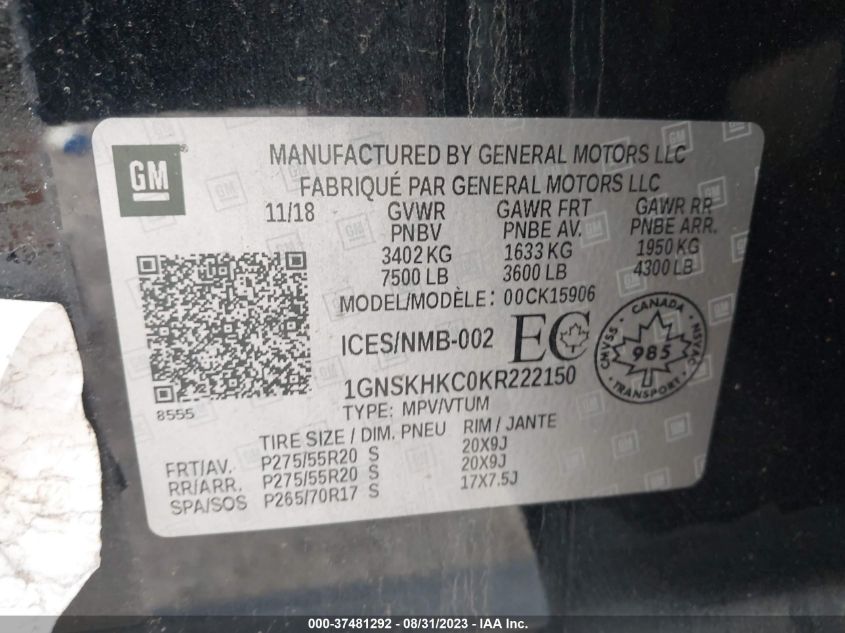 GM ®
MANUFACTURED BY GENERAL MOTORS LLC
FABRIQUÉ PAR GENERAL MOTORS LLC
11/18 GVWR GAWR FRT GAWR RR
PNBV PNBE AV. PNBE ARR.
3402 KG 1633 KG 1950 KG
7500 LB 3600 LB 4300 LB
MODEL/MODÈLE: 00CK15906
ICES/NMB-002 EC
CANADA
CMVSS 985 NSVAC
TRANSPORT
1GNSKHKC0KR222150
8555 TYPE: MPV/VTUM
TIRE SIZE / DIM. PNEU RIM / JANTE
FRT/AV. P275/55R20 S 20X9J
RR/ARR. P275/55R20 S 20X9J
SPA/SOS P265/70R17 S 17X7.5J
000-37481292 - 08/31/2023 - IAA Inc.